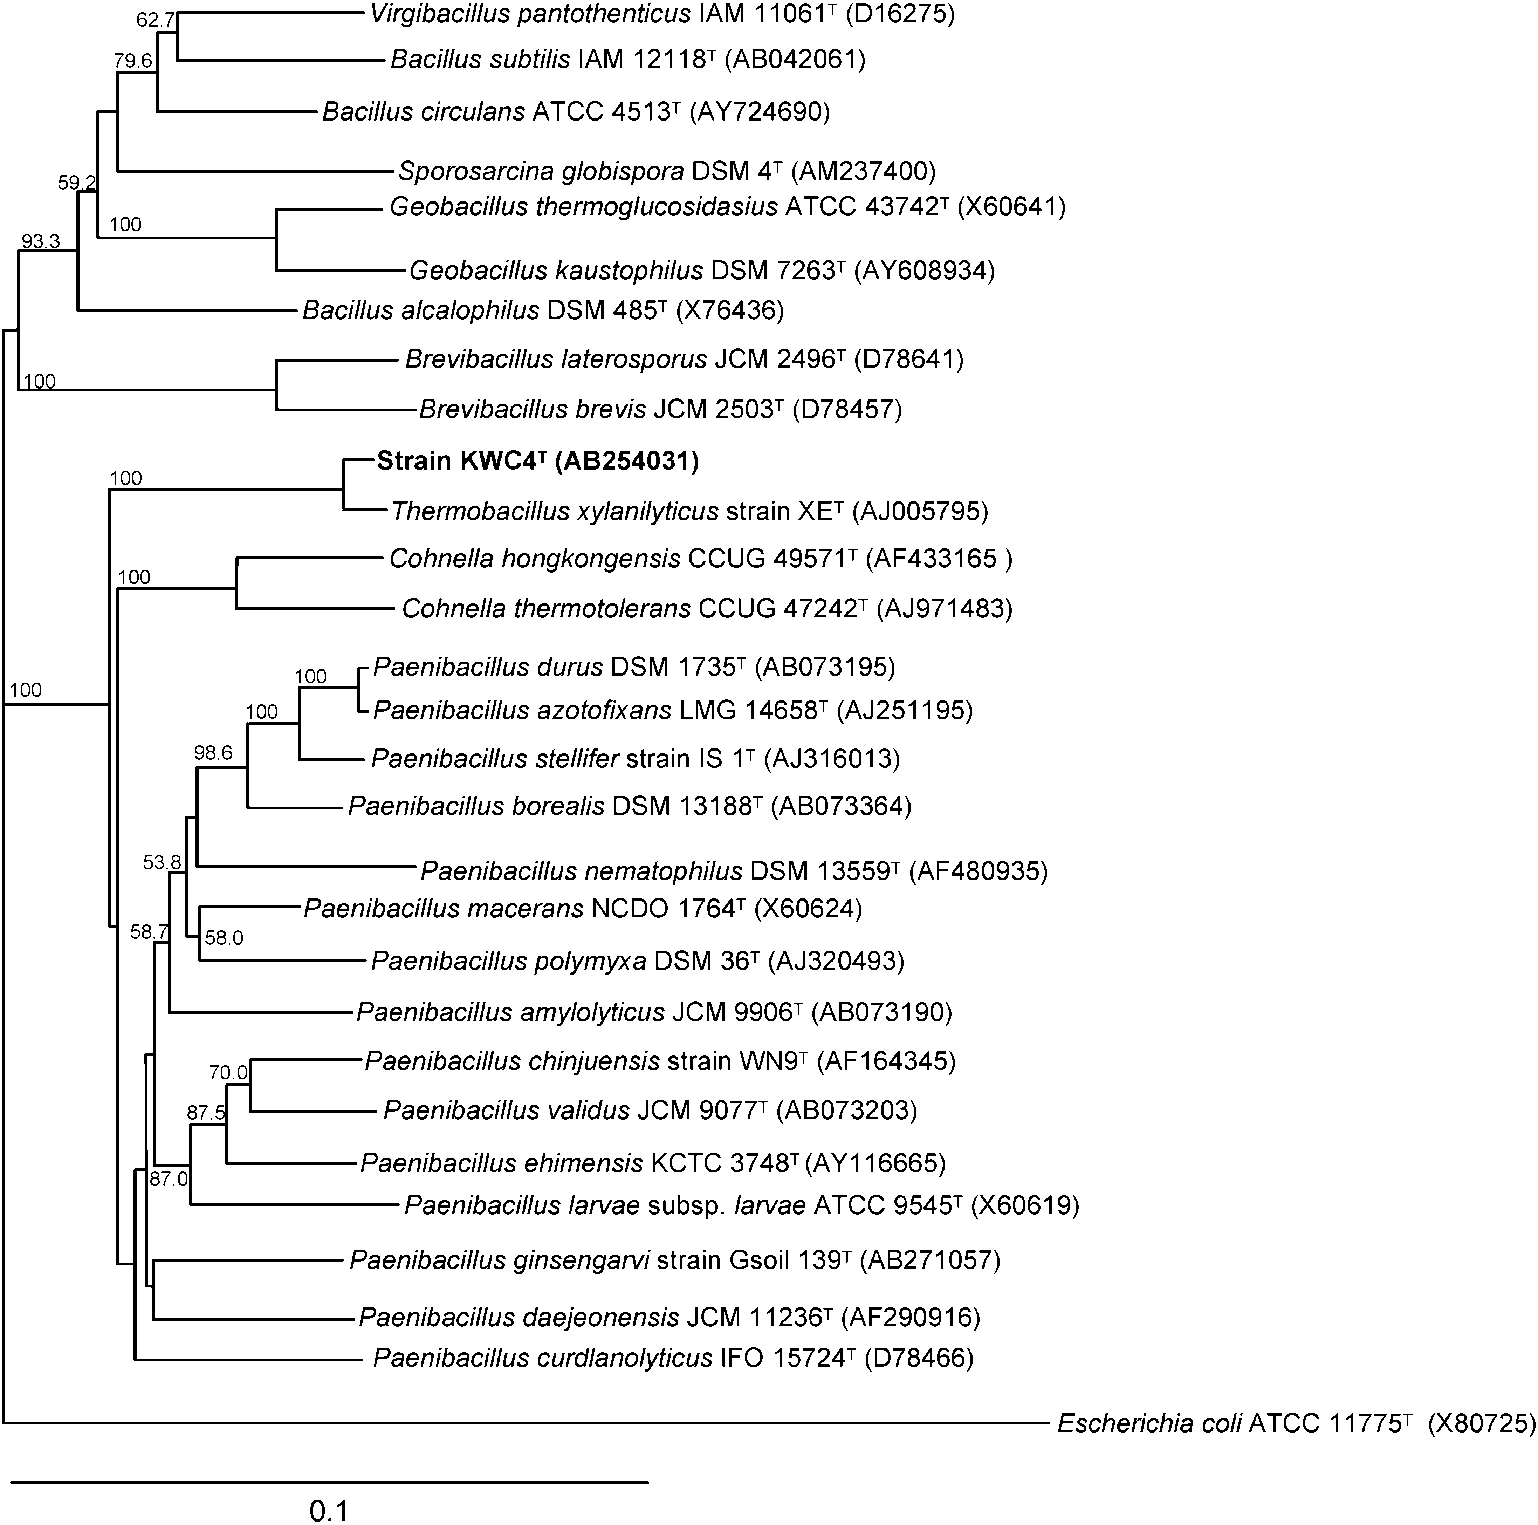 62.7
Virgibacillus pantothenticus IAM 11061ᵀ (D16275)
79.6
Bacillus subtilis IAM 12118ᵀ (AB042061)
Bacillus circulans ATCC 4513ᵀ (AY724690)
Sporosarcina globispora DSM 4ᵀ (AM237400)
59.2
Geobacillus thermoglucosidasius ATCC 43742ᵀ (X60641)
100
93.3
Geobacillus kaustophilus DSM 7263ᵀ (AY608934)
Bacillus alcalophilus DSM 485ᵀ (X76436)
Brevibacillus laterosporus JCM 2496ᵀ (D78641)
100
Brevibacillus brevis JCM 2503ᵀ (D78457)
Strain KWC4ᵀ (AB254031)
100
Thermobacillus xylanilyticus strain XEᵀ (AJ005795)
Cohnella hongkongensis CCUG 49571ᵀ (AF433165 )
100
Cohnella thermotolerans CCUG 47242ᵀ (AJ971483)
Paenibacillus durus DSM 1735ᵀ (AB073195)
100
100
Paenibacillus azotofixans LMG 14658ᵀ (AJ251195)
100
98.6
Paenibacillus stellifer strain IS 1ᵀ (AJ316013)
Paenibacillus borealis DSM 13188ᵀ (AB073364)
53.8
Paenibacillus nematophilus DSM 13559ᵀ (AF480935)
Paenibacillus macerans NCDO 1764ᵀ (X60624)
58.7
58.0
Paenibacillus polymyxa DSM 36ᵀ (AJ320493)
Paenibacillus amylolyticus JCM 9906ᵀ (AB073190)
Paenibacillus chinjuensis strain WN9ᵀ (AF164345)
70.0
87.5
Paenibacillus validus JCM 9077ᵀ (AB073203)
Paenibacillus ehimensis KCTC 3748ᵀ (AY116665)
87.0
Paenibacillus larvae subsp. larvae ATCC 9545ᵀ (X60619)
Paenibacillus ginsengarvi strain Gsoil 139ᵀ (AB271057)
Paenibacillus daejeonensis JCM 11236ᵀ (AF290916)
Paenibacillus curdlanolyticus IFO 15724ᵀ (D78466)
Escherichia coli ATCC 11775ᵀ (X80725)
0.1